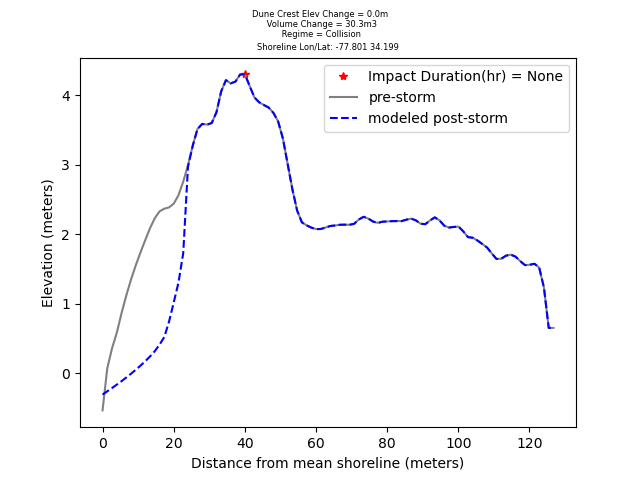 Dune Crest Elev Change = 0.0m
Volume Change = 30.3m3
Regime = Collision
Shoreline Lon/Lat: -77.801 34.199
Impact Duration(hr) = None
pre-storm
modeled post-storm
4
3
2
1
0
Elevation (meters)
0 20 40 60 80 100 120
Distance from mean shoreline (meters)